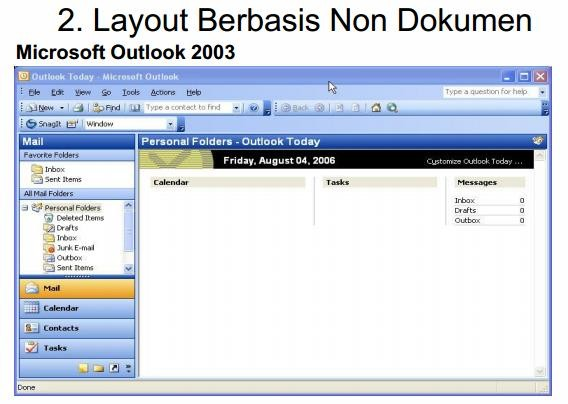 2. Layout Berbasis Non Dokumen
Microsoft Outlook 2003
Outlook Today - Microsoft Outlook
File Edit View Go Tools Actions Help
Type a question for help
New Find Type a contact to find Back
SnagIt Window
Mail
Favorite Folders
Inbox
Sent Items
All Mail Folders
Personal Folders
Deleted Items
Drafts
Inbox
Junk E-mail
Outbox
Sent Items
Mail
Calendar
Contacts
Tasks
Personal Folders - Outlook Today
Friday, August 04, 2006 Customize Outlook Today ...
Calendar Tasks Messages
Inbox 0
Drafts 0
Outbox 0
Done